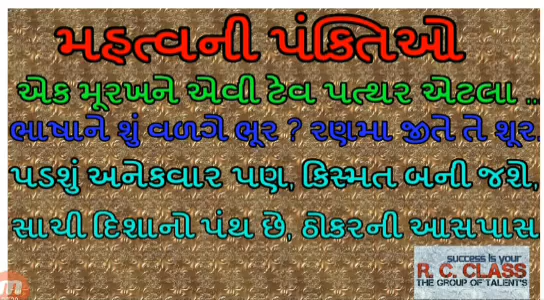 મહત્વની પંક્તિઓ
એક મૂરખને એવી ટેવ પત્થર એટલા ..
ભાષાને શું વળગે ભૂર ? રણમા જીતે તે શૂર.
પડશું અનેકવાર પણ, ક્રિસ્મત બની જશે,
સાચી દિશાનો પંથ છે, ઠોકરની આસપાસ
success is your
R. C. CLASS
THE GROUP OF TALENT'S